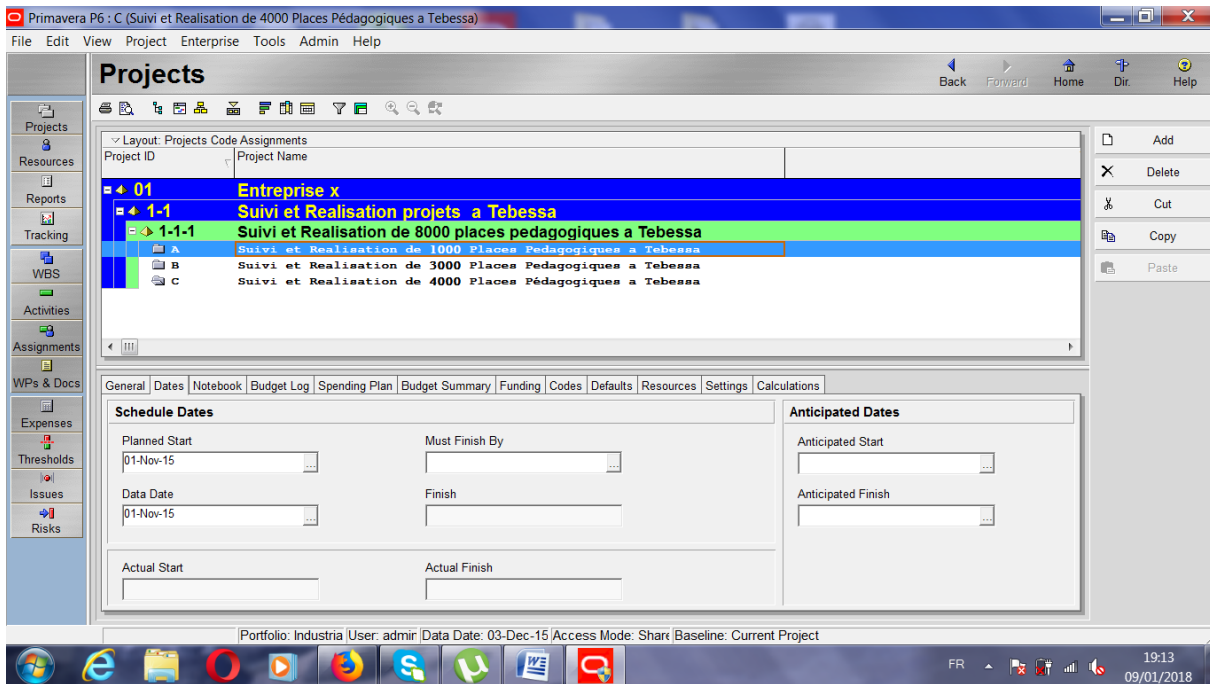 Primavera P6 : C (Suivi et Realisation de 4000 Places Pédagogiques a Tebessa)
File Edit View Project Enterprise Tools Admin Help
Projects
Back Forward Home Dir. Help
Projects
Resources
Reports
Tracking
WBS
Activities
Assignments
WPs & Docs
Expenses
Thresholds
Issues
Risks
Layout: Projects Code Assignments
Project ID Project Name
01 Entreprise x
1-1 Suivi et Realisation projets a Tebessa
1-1-1 Suivi et Realisation de 8000 places pedagogiques a Tebessa
A Suivi et Realisation de 1000 Places Pedagogiques a Tebessa
B Suivi et Realisation de 3000 Places Pedagogiques a Tebessa
C Suivi et Realisation de 4000 Places Pédagogiques a Tebessa
Add
Delete
Cut
Copy
Paste
General Dates Notebook Budget Log Spending Plan Budget Summary Funding Codes Defaults Resources Settings Calculations
Schedule Dates
Planned Start Must Finish By
01-Nov-15
Data Date Finish
01-Nov-15
Actual Start Actual Finish
Anticipated Dates
Anticipated Start
Anticipated Finish
Portfolio: Industria User: admir Data Date: 03-Dec-15 Access Mode: Share Baseline: Current Project
FR
19:13
09/01/2018